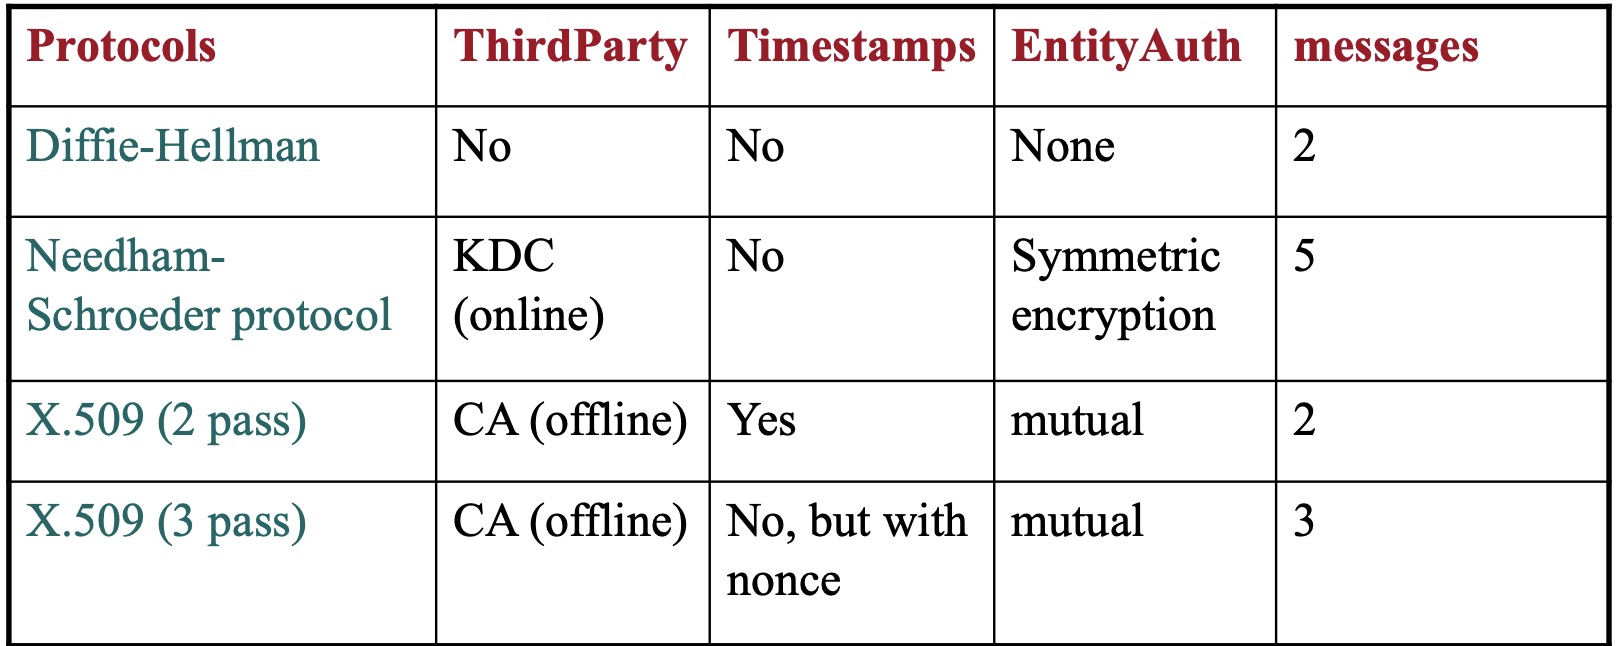 Protocols ThirdParty Timestamps EntityAuth messages
Diffie-Hellman No No None 2
Needham- KDC No Symmetric 5
Schroeder protocol (online) encryption
X.509 (2 pass) CA (offline) Yes mutual 2
X.509 (3 pass) CA (offline) No, but with mutual 3
nonce